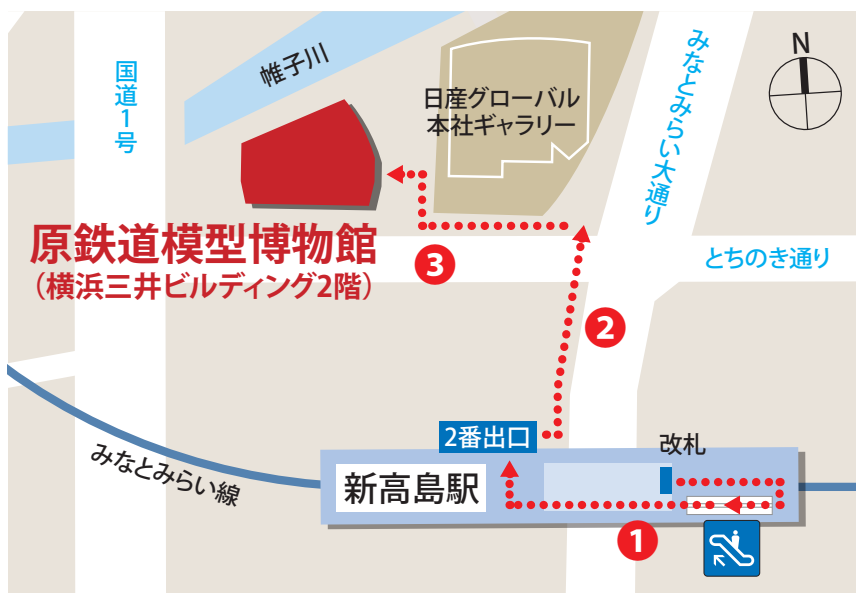 国道1号
帷子川
日産グローバル
本社ギャラリー
みなとみらい大通り
N
原鉄道模型博物館
（横浜三井ビルディング2階）
3
とちのき通り
2
2番出口
改札
みなとみらい線
新高島駅
1